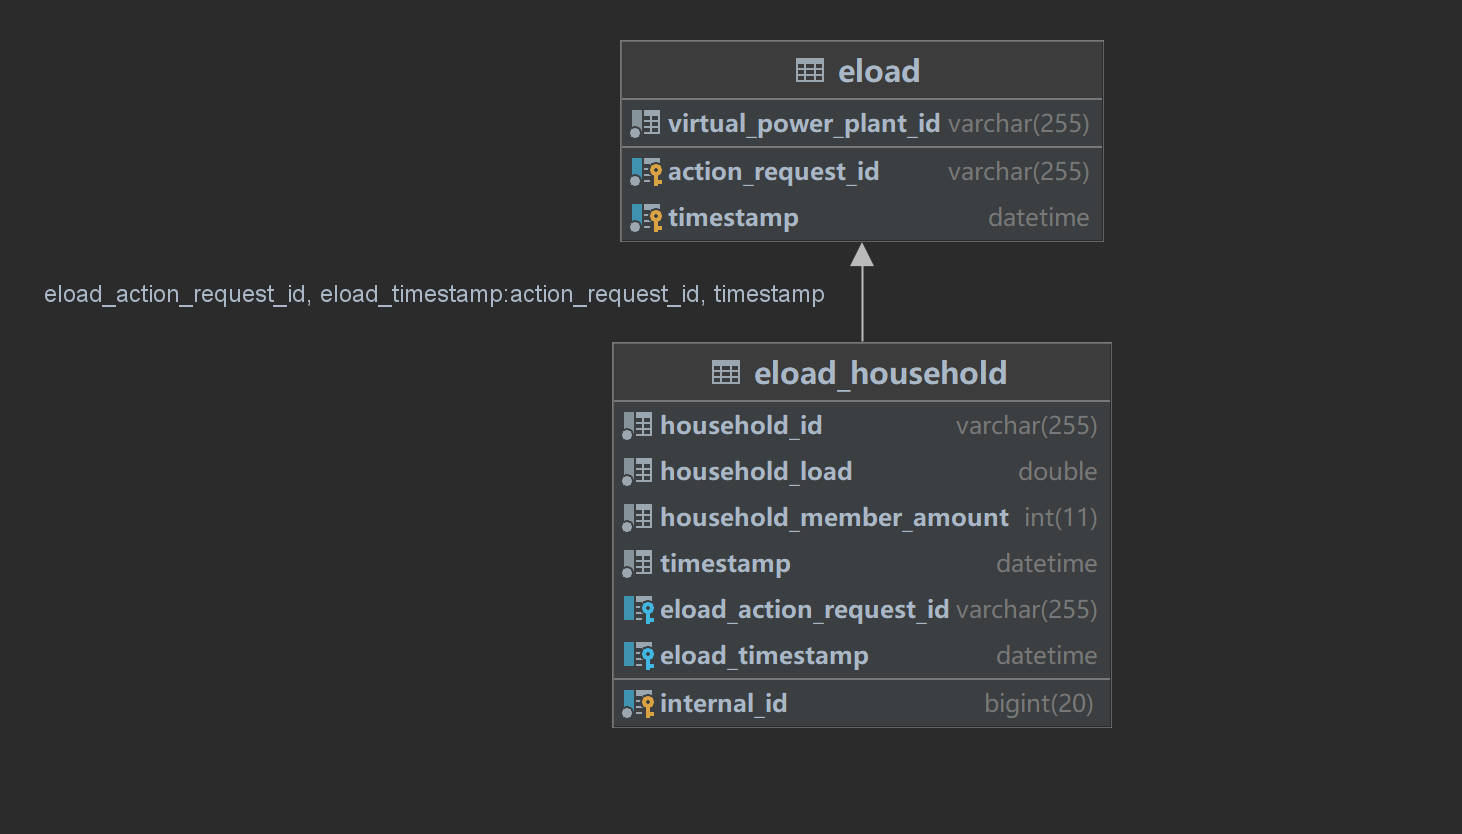 eload
virtual_power_plant_id varchar(255)
action_request_id varchar(255)
timestamp datetime
eload_action_request_id, eload_timestamp:action_request_id, timestamp
eload_household
household_id varchar(255)
household_load double
household_member_amount int(11)
timestamp datetime
eload_action_request_id varchar(255)
eload_timestamp datetime
internal_id bigint(20)